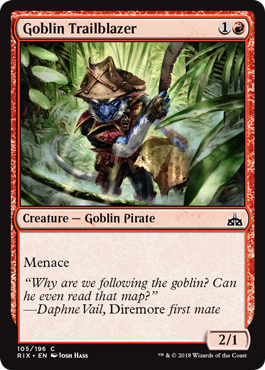 Goblin Trailblazer 1
Creature — Goblin Pirate
Menace
“Why are we following the goblin? Can
he even read that map?”
—Daphne Vail, Diremore first mate
2/1
105/196 C
RIX • EN Josh Hass
™ & © 2018 Wizards of the Coast